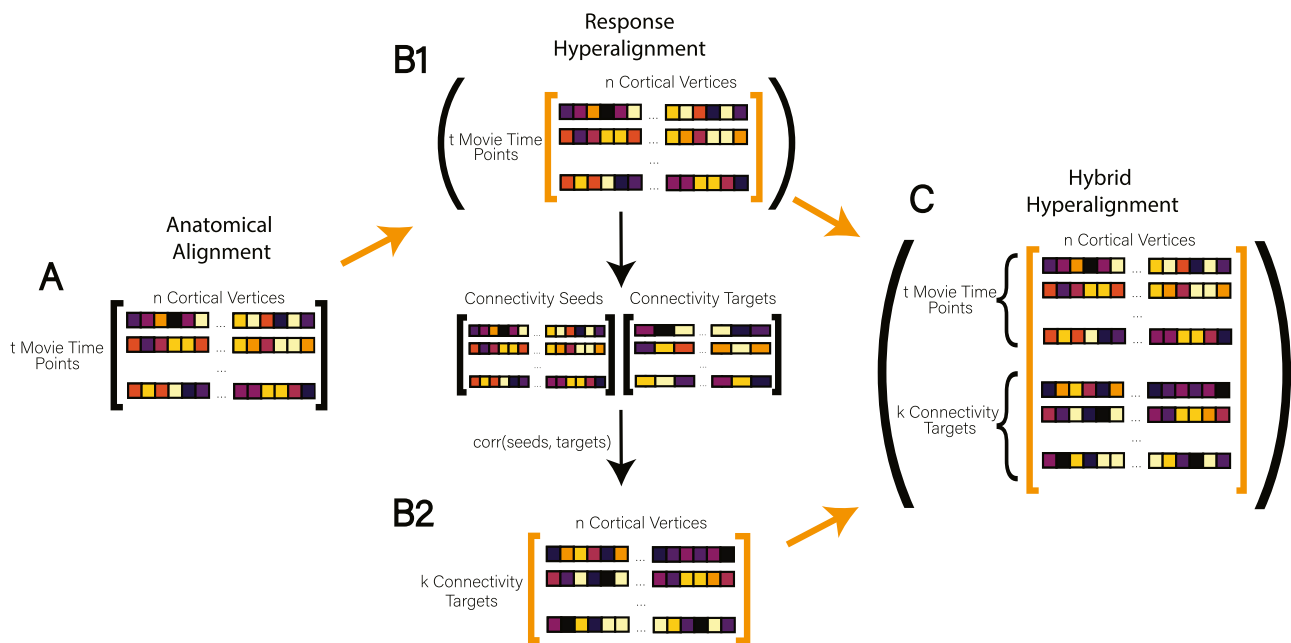 A
Anatomical
Alignment
n Cortical Vertices
t Movie Time
Points
...
...
...
B1
Response
Hyperalignment
n Cortical Vertices
t Movie Time
Points
...
...
...
...
Connectivity Seeds
...
...
...
...
Connectivity Targets
...
...
...
...
corr(seeds, targets)
B2
n Cortical Vertices
k Connectivity
Targets
...
...
...
...
C
Hybrid
Hyperalignment
n Cortical Vertices
t Movie Time
Points
...
...
...
...
k Connectivity
Targets
...
...
...
...